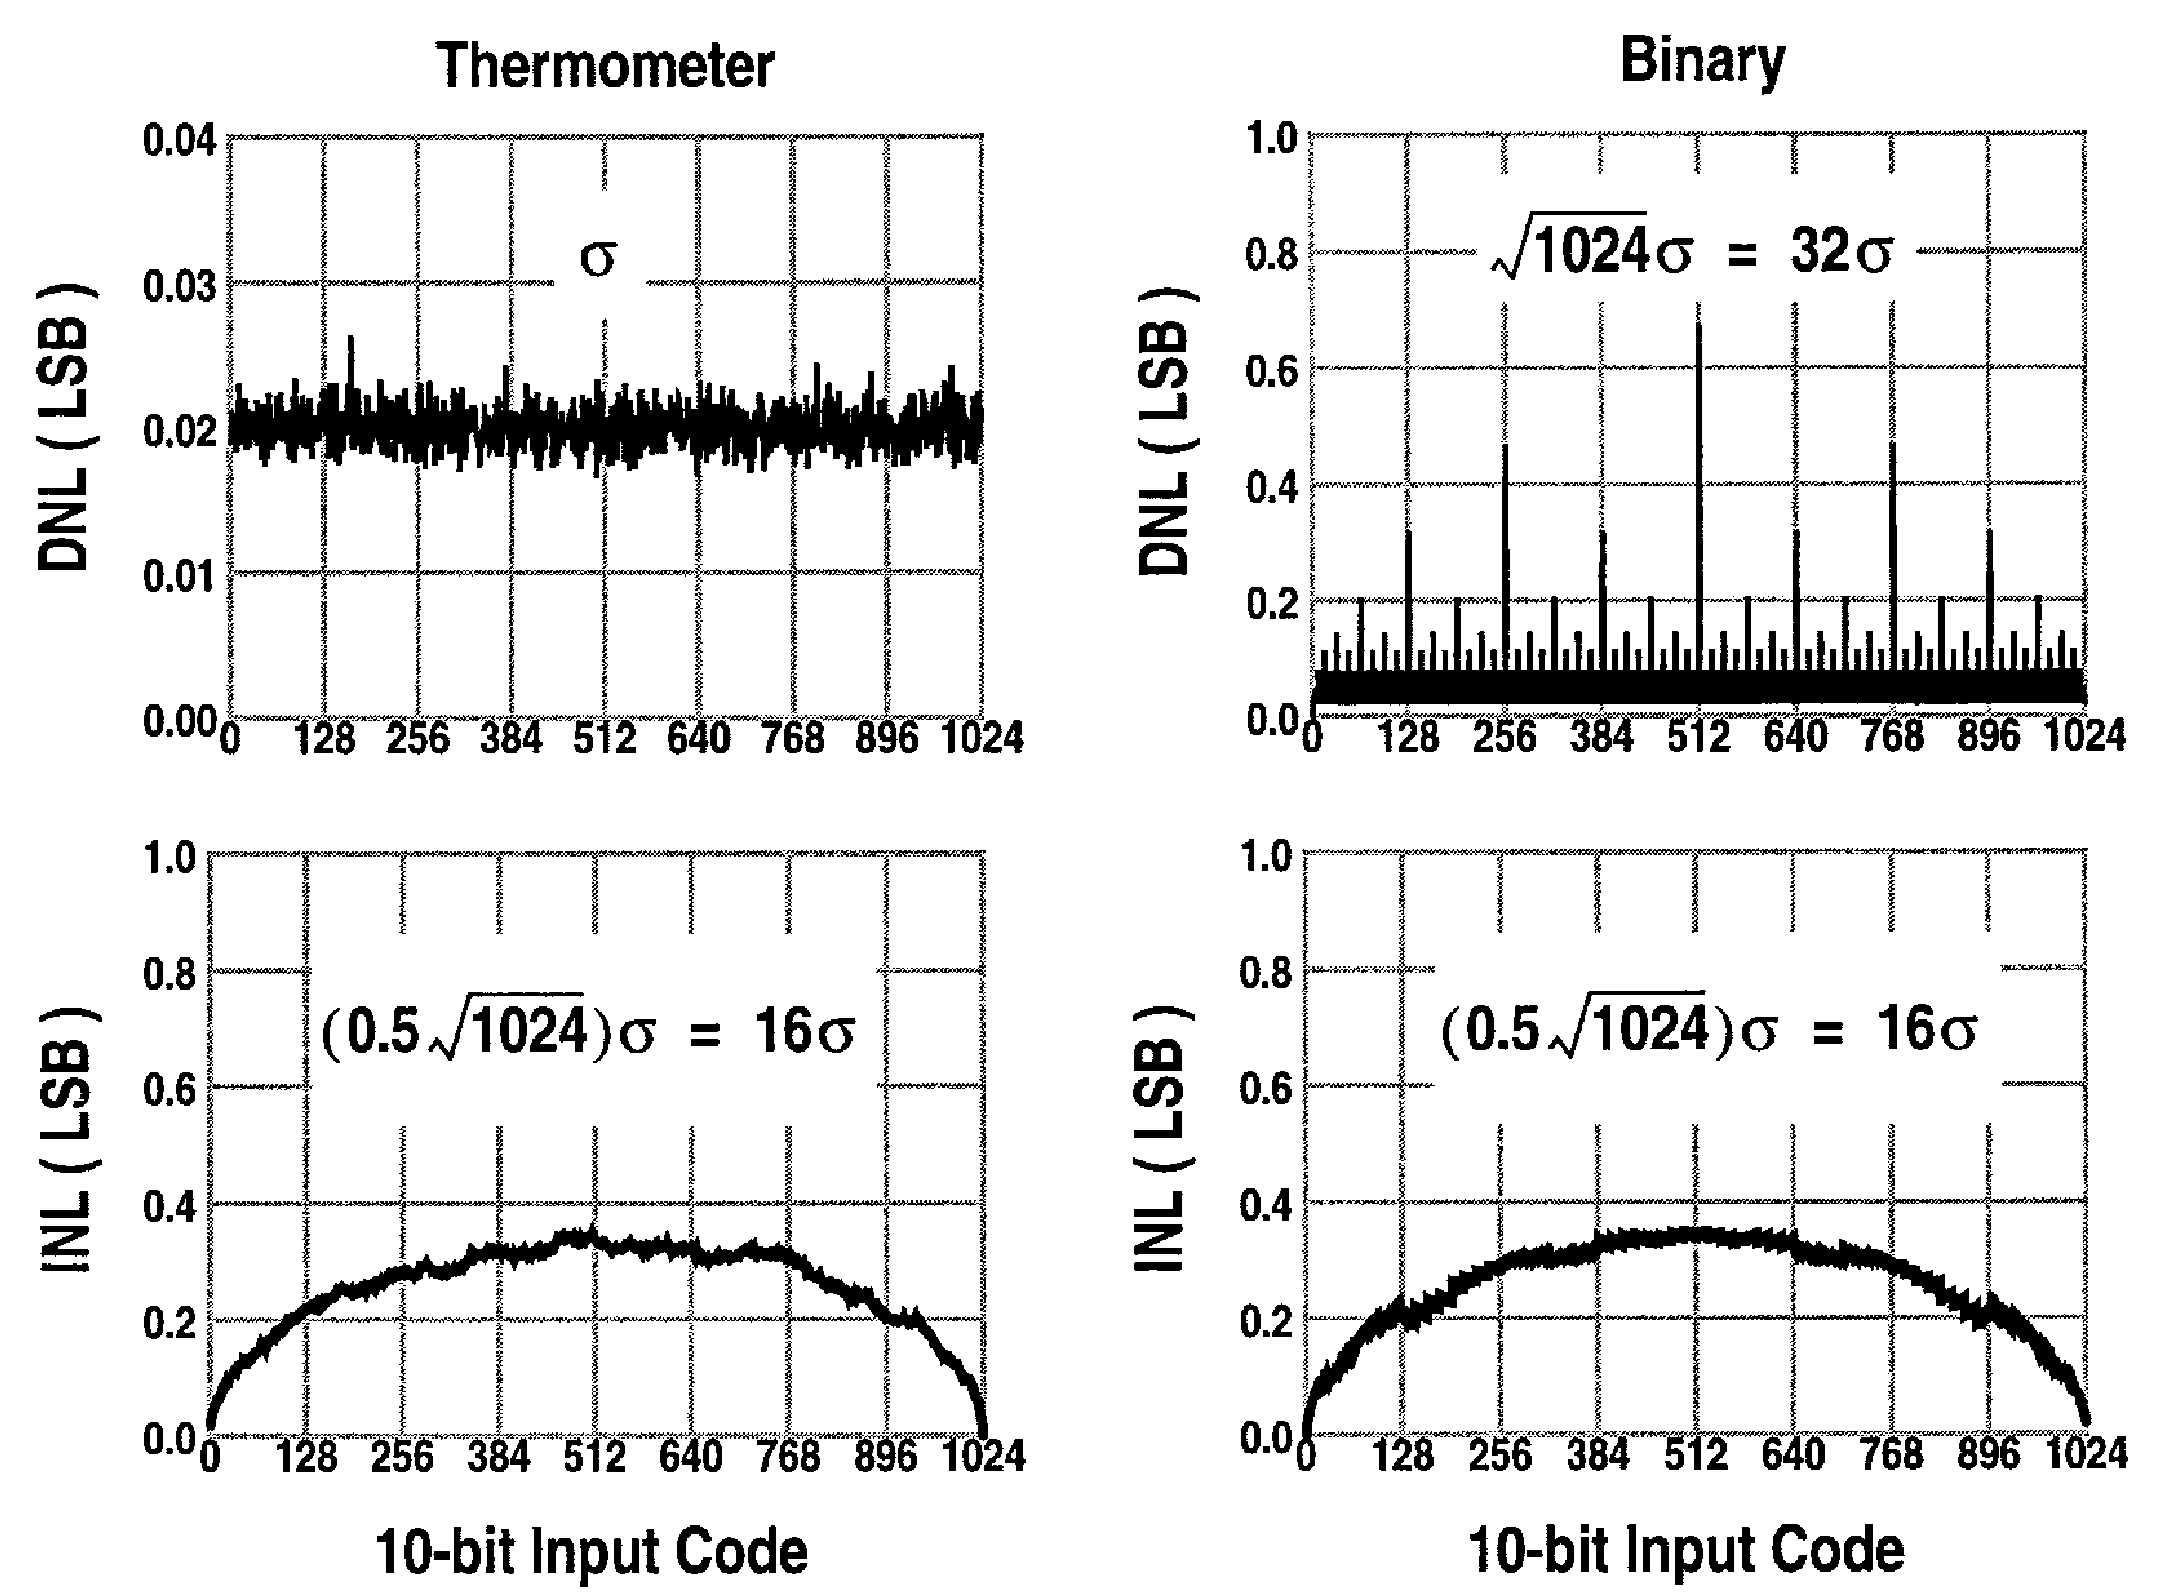 Thermometer
0.04
0.03
0.02
0.01
0.00
DNL ( LSB )
σ
0 128 256 384 512 640 768 896 1024
Binary
1.0
0.8
0.6
0.4
0.2
0.0
DNL ( LSB )
√1024σ = 32σ
0 128 256 384 512 640 768 896 1024
1.0
0.8
0.6
0.4
0.2
0.0
INL ( LSB )
(0.5√1024)σ = 16σ
0 128 256 384 512 640 768 896 1024
10-bit Input Code
1.0
0.8
0.6
0.4
0.2
0.0
INL ( LSB )
(0.5√1024)σ = 16σ
0 128 256 384 512 640 768 896 1024
10-bit Input Code